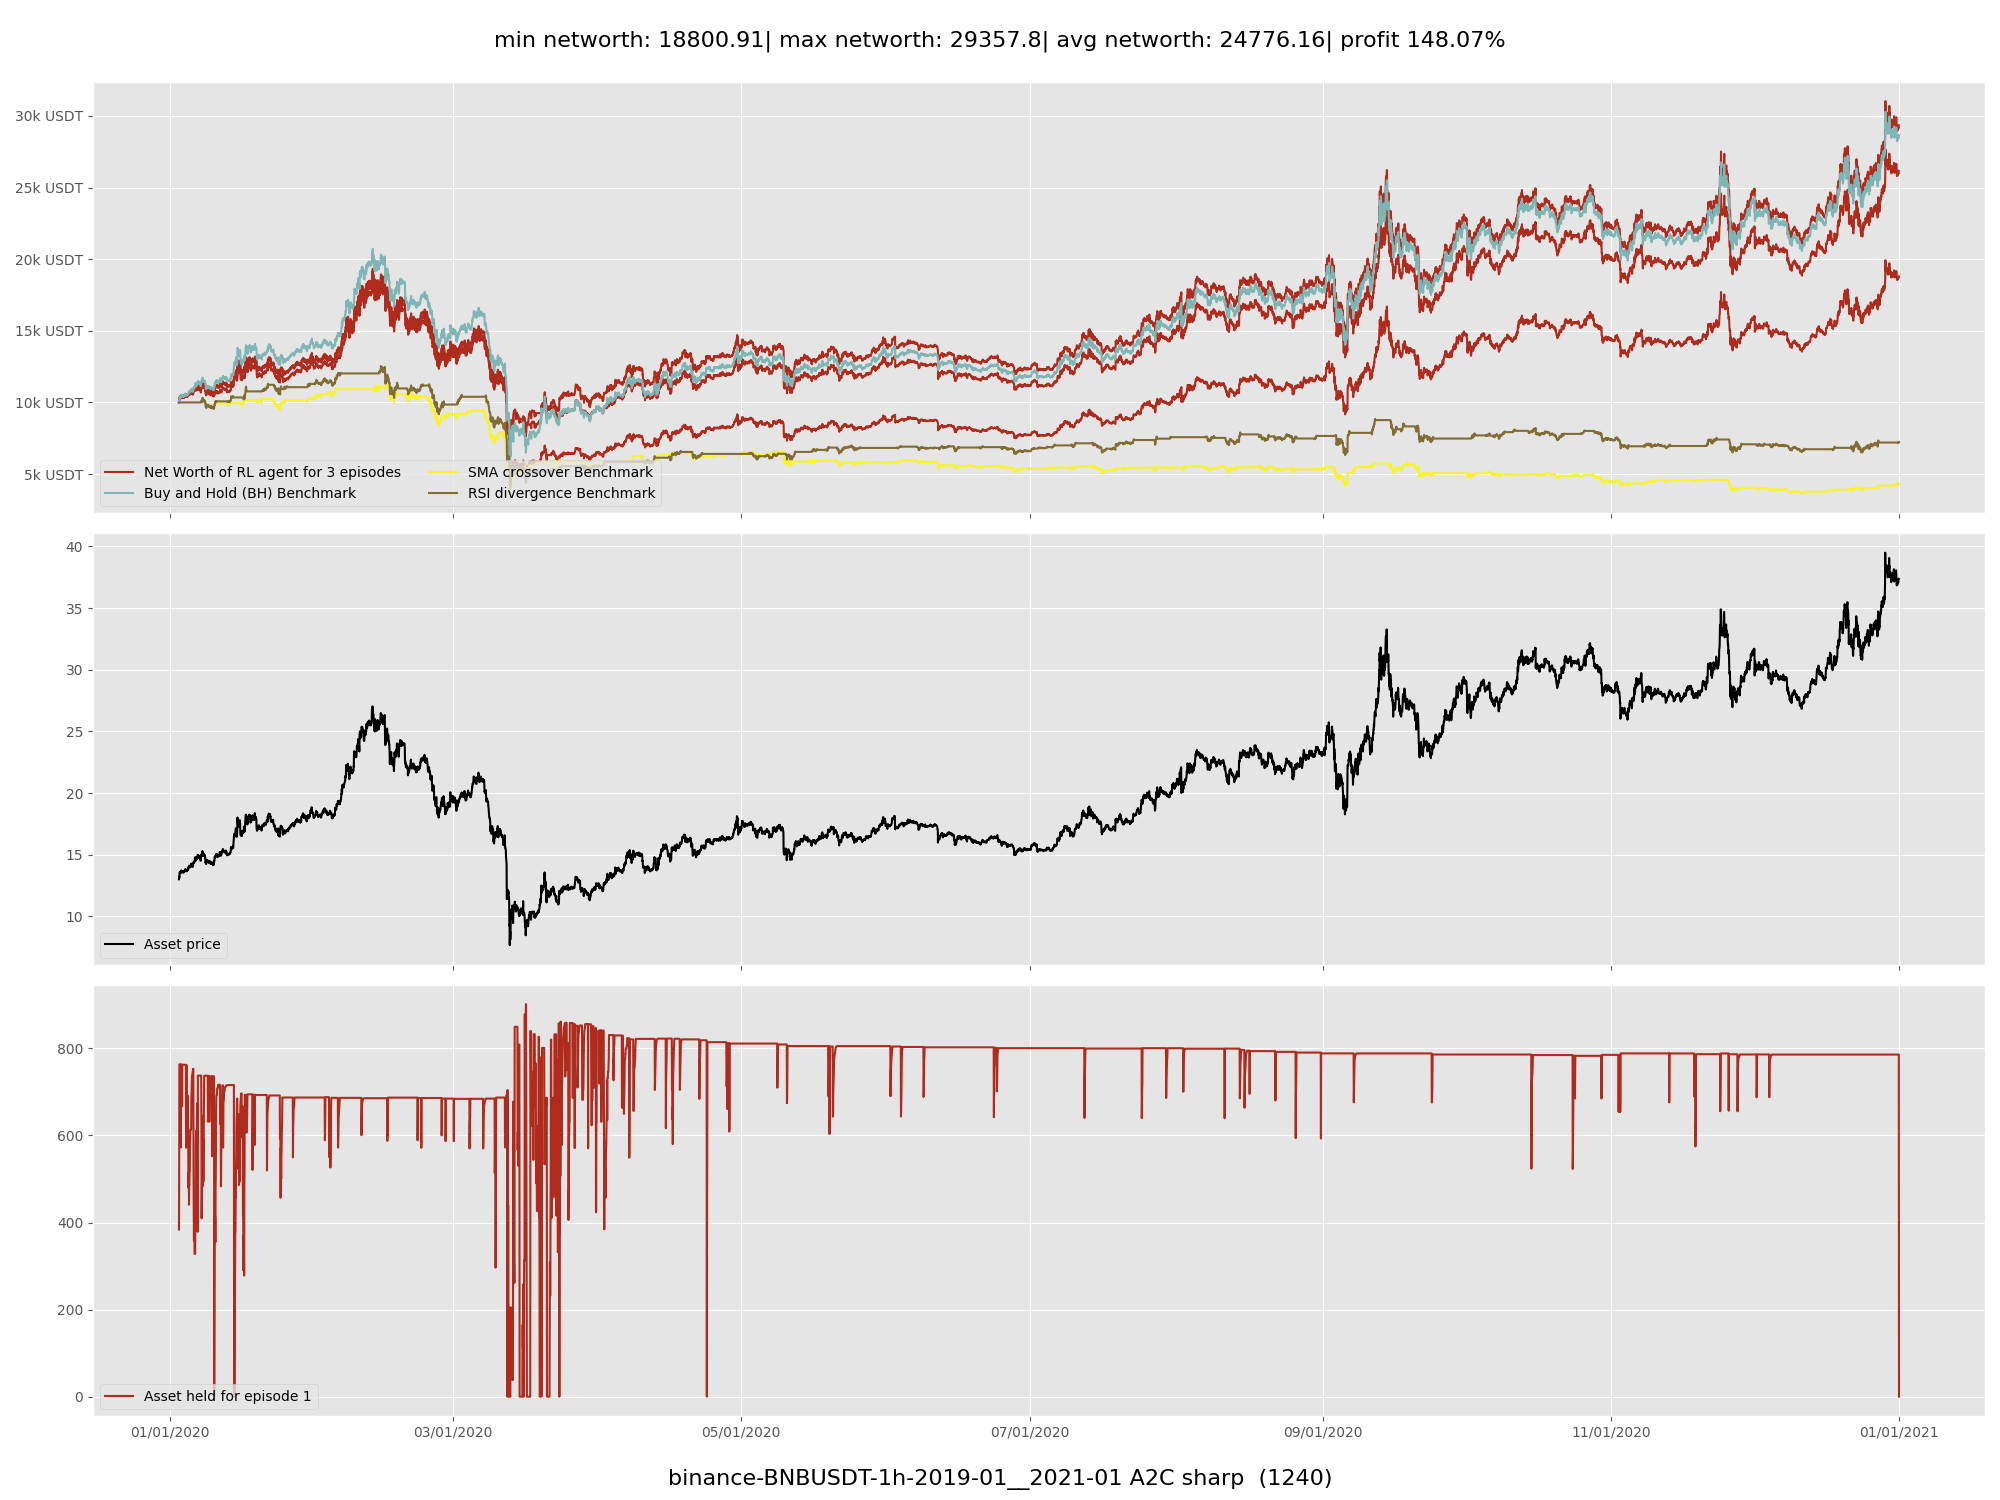 min networth: 18800.91| max networth: 29357.8| avg networth: 24776.16| profit 148.07%
30k USDT
25k USDT
20k USDT
15k USDT
10k USDT
5k USDT
Net Worth of RL agent for 3 episodes
Buy and Hold (BH) Benchmark
SMA crossover Benchmark
RSI divergence Benchmark
40
35
30
25
20
15
10
Asset price
800
600
400
200
0
Asset held for episode 1
01/01/2020 03/01/2020 05/01/2020 07/01/2020 09/01/2020 11/01/2020 01/01/2021
binance-BNBUSDT-1h-2019-01__2021-01 A2C sharp (1240)